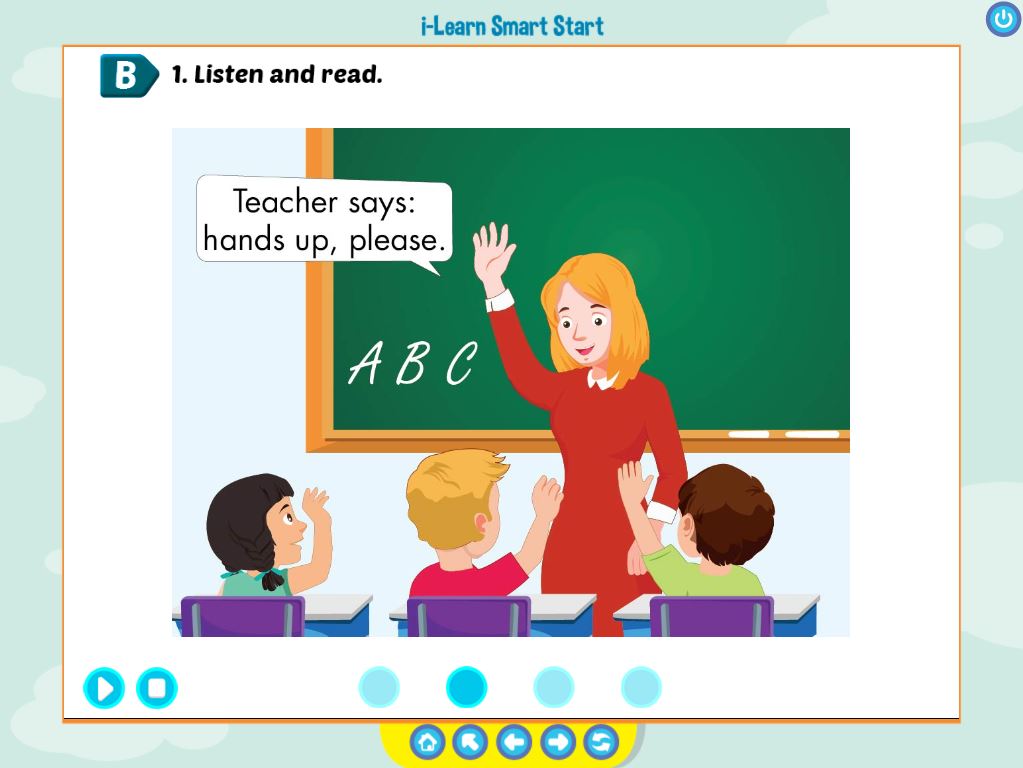 i-Learn Smart Start
B 1. Listen and read.
Teacher says:
hands up, please.
A B C